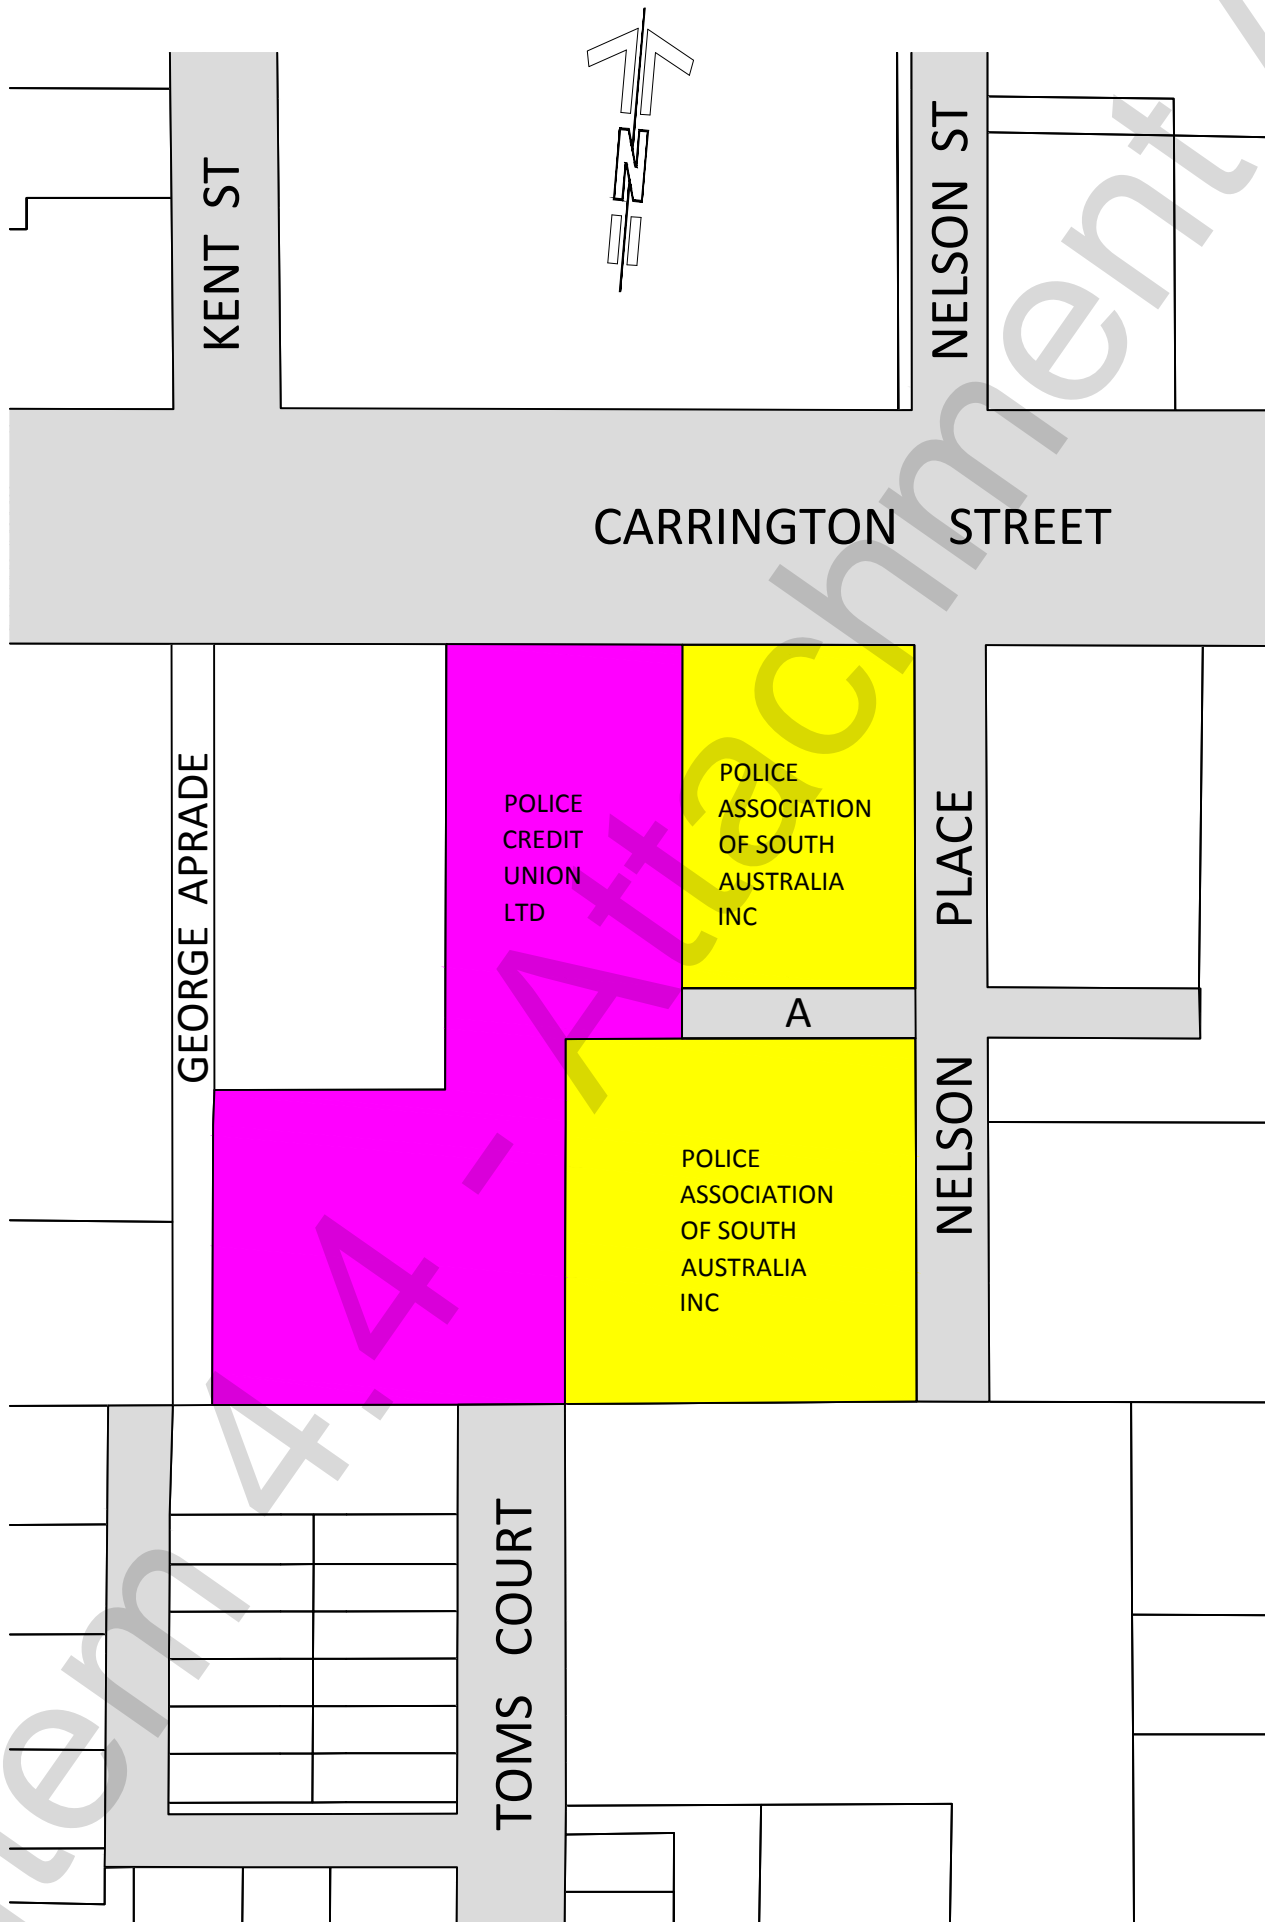 N
KENT ST
NELSON ST
CARRINGTON STREET
GEORGE APRADE
POLICE
CREDIT
UNION
LTD
POLICE
ASSOCIATION
OF SOUTH
AUSTRALIA
INC
NELSON PLACE
A
POLICE
ASSOCIATION
OF SOUTH
AUSTRALIA
INC
TOMS COURT
Item 4.4 - Attachment A